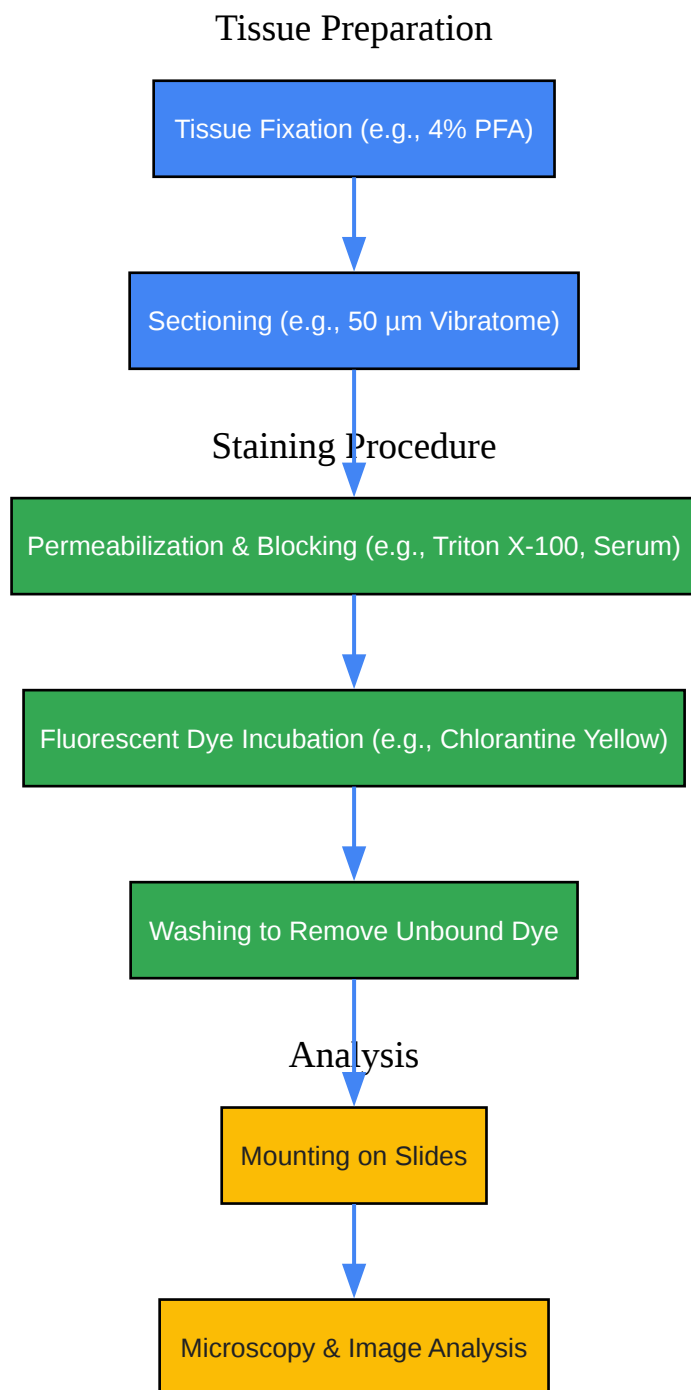 Tissue Preparation
Tissue Fixation (e.g., 4% PFA)
Sectioning (e.g., 50 µm Vibratome)
Staining Procedure
Permeabilization & Blocking (e.g., Triton X-100, Serum)
Fluorescent Dye Incubation (e.g., Chlorantine Yellow)
Washing to Remove Unbound Dye
Analysis
Mounting on Slides
Microscopy & Image Analysis